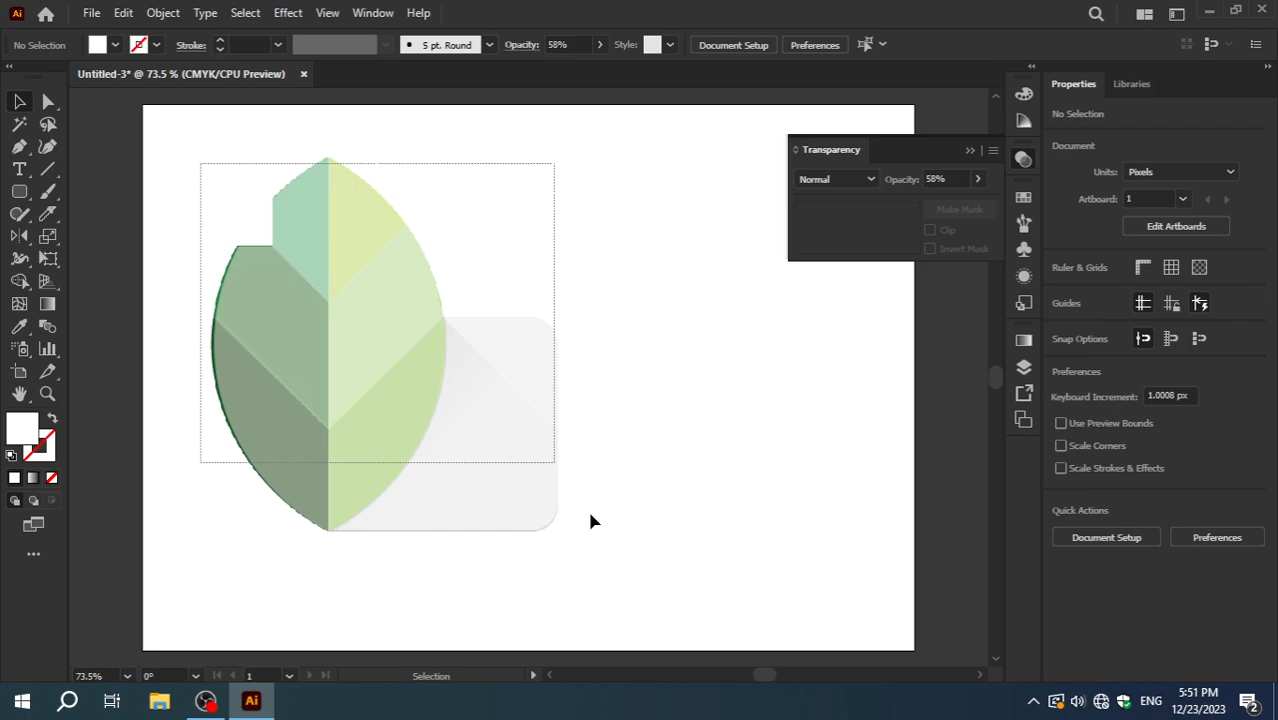 Ai File Edit Object Type Select Effect View Window Help
No Selection Stroke: 5 pt. Round Opacity: 58% Style: Document Setup Preferences
Untitled-3* @ 73.5 % (CMYK/CPU Preview)
Properties Libraries
No Selection
Document
Units: Pixels
Artboard: 1
Edit Artboards
Ruler & Grids
Guides
Snap Options
Preferences
Keyboard Increment: 1.0008 px
Use Preview Bounds
Scale Corners
Scale Strokes & Effects
Quick Actions
Document Setup Preferences
Transparency
Normal Opacity: 58%
Make Mask
Clip
Invert Mask
73.5% 0° 1 Selection
Ai ENG 5:51 PM
12/23/2023 2